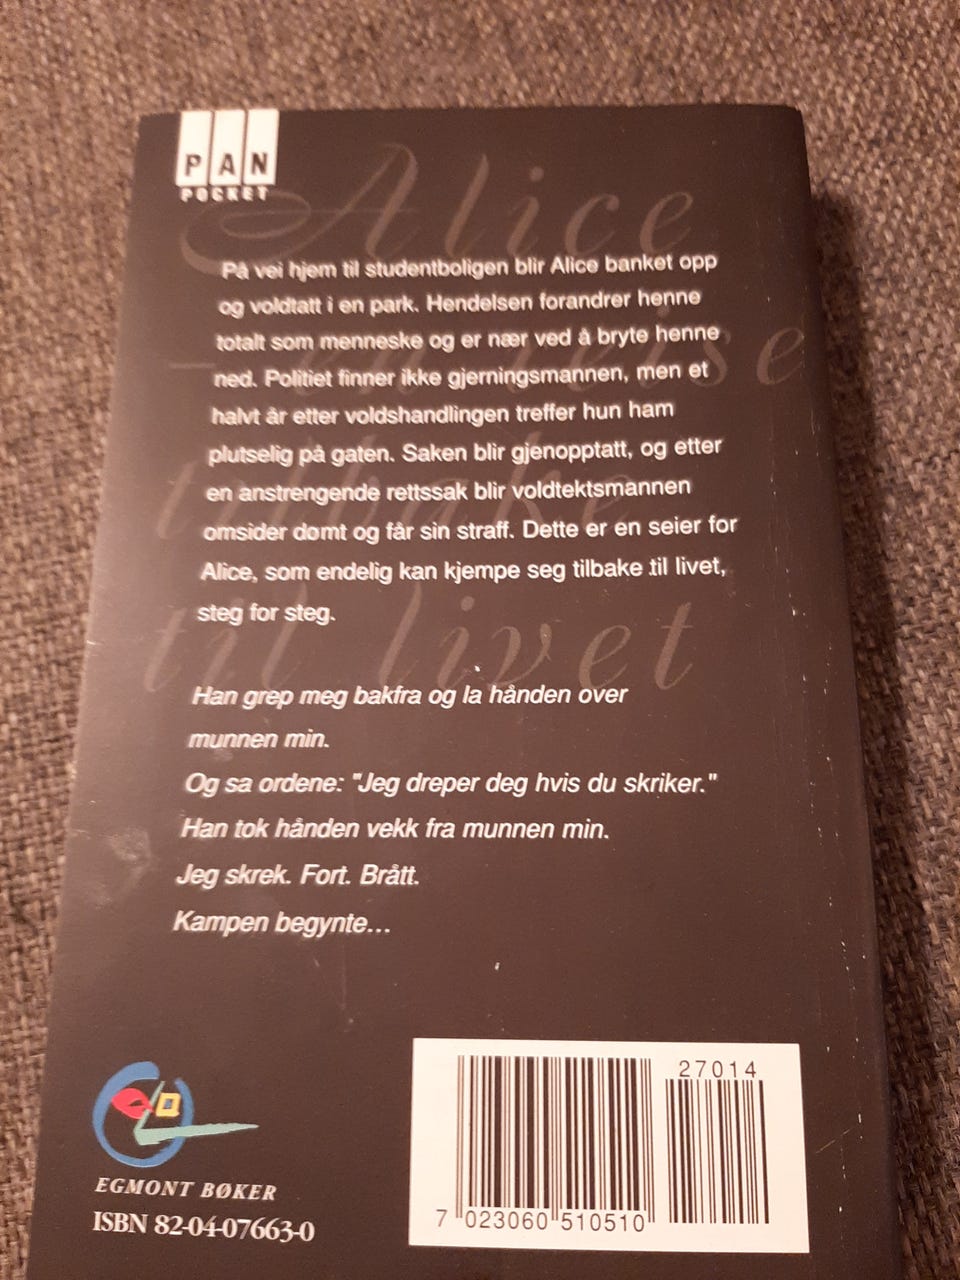 PAN
POCKET
Alice
– en reise
tilbake
til livet
På vei hjem til studentboligen blir Alice banket opp
og voldtatt i en park. Hendelsen forandrer henne
totalt som menneske og er nær ved å bryte henne
ned. Politiet finner ikke gjerningsmannen, men et
halvt år etter voldshandlingen treffer hun ham
plutselig på gaten. Saken blir gjenopptatt, og etter
en anstrengende rettssak blir voldtektsmannen
omsider dømt og får sin straff. Dette er en seier for
Alice, som endelig kan kjempe seg tilbake til livet,
steg for steg.
Han grep meg bakfra og la hånden over
munnen min.
Og sa ordene: "Jeg dreper deg hvis du skriker."
Han tok hånden vekk fra munnen min.
Jeg skrek. Fort. Brått.
Kampen begynte...
EGMONT BØKER
ISBN 82-04-07663-0
27014
7 023060 510510